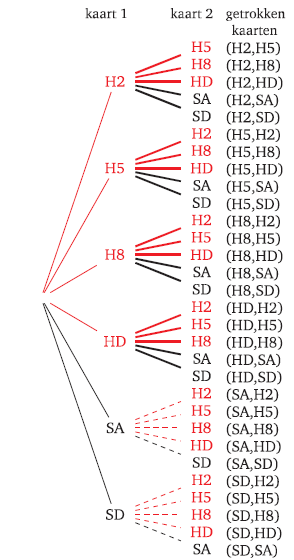 kaart 1 kaart 2 getrokken
kaarten
H5 (H2,H5)
H8 (H2,H8)
H2 HD (H2,HD)
SA (H2,SA)
SD (H2,SD)
H2 (H5,H2)
H8 (H5,H8)
H5 HD (H5,HD)
SA (H5,SA)
SD (H5,SD)
H2 (H8,H2)
H5 (H8,H5)
H8 HD (H8,HD)
SA (H8,SA)
SD (H8,SD)
H2 (HD,H2)
H5 (HD,H5)
HD H8 (HD,H8)
SA (HD,SA)
SD (HD,SD)
H2 (SA,H2)
H5 (SA,H5)
SA H8 (SA,H8)
HD (SA,HD)
SD (SA,SD)
H2 (SD,H2)
H5 (SD,H5)
SD H8 (SD,H8)
HD (SD,HD)
SA (SD,SA)